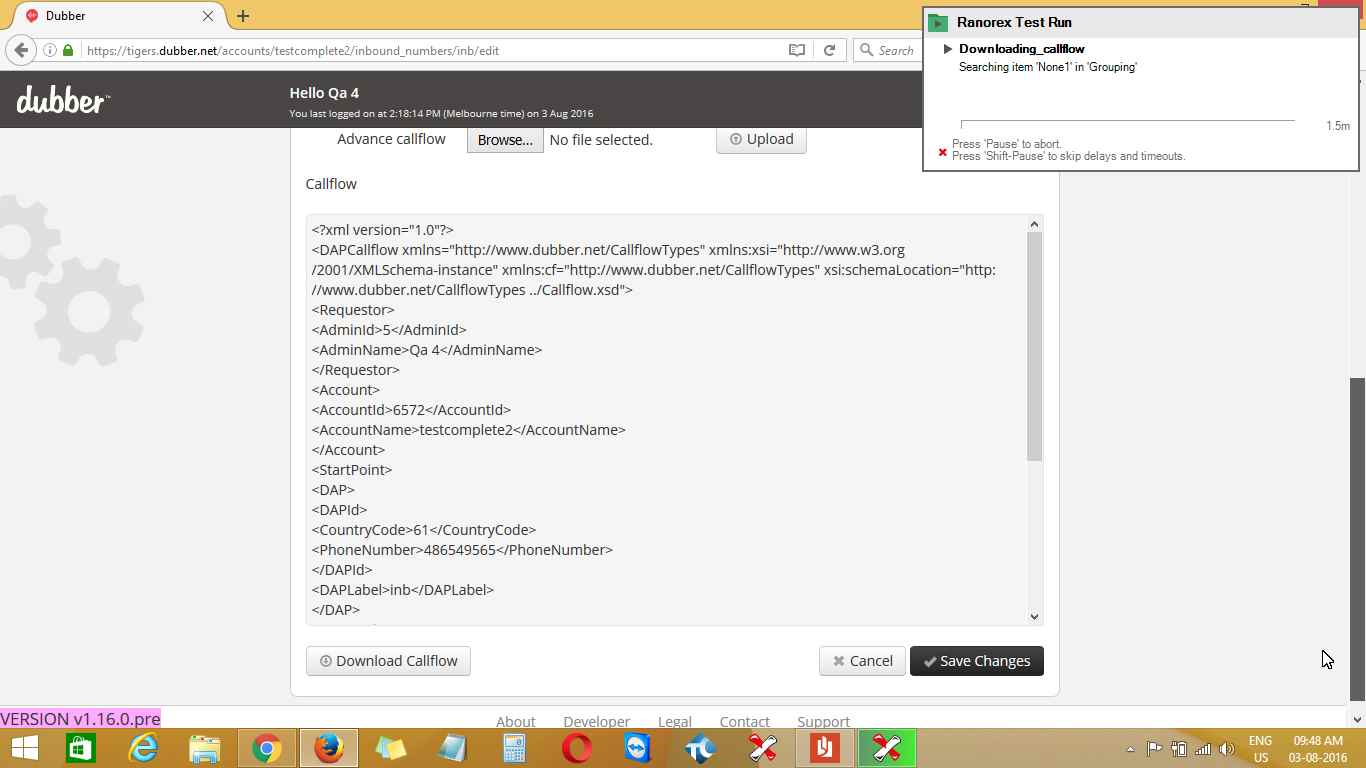 Dubber
Ranorex Test Run
Downloading_callflow
Searching item 'None1' in 'Grouping'
1.5m
Press 'Pause' to abort.
Press 'Shift-Pause' to skip delays and timeouts.
https://tigers.dubber.net/accounts/testcomplete2/inbound_numbers/inb/edit
Search
dubber™
Hello Qa 4
You last logged on at 2:18:14 PM (Melbourne time) on 3 Aug 2016
Advance callflow Browse... No file selected. Upload
Callflow
<?xml version="1.0"?>
<DAPCallflow xmlns="http://www.dubber.net/CallflowTypes" xmlns:xsi="http://www.w3.org
/2001/XMLSchema-instance" xmlns:cf="http://www.dubber.net/CallflowTypes" xsi:schemaLocation="http:
//www.dubber.net/CallflowTypes ../Callflow.xsd">
<Requestor>
<AdminId>5</AdminId>
<AdminName>Qa 4</AdminName>
</Requestor>
<Account>
<AccountId>6572</AccountId>
<AccountName>testcomplete2</AccountName>
</Account>
<StartPoint>
<DAP>
<DAPId>
<CountryCode>61</CountryCode>
<PhoneNumber>486549565</PhoneNumber>
</DAPId>
<DAPLabel>inb</DAPLabel>
</DAP>
Download Callflow Cancel Save Changes
VERSION v1.16.0.pre
About Developer Legal Contact Support
ENG 09:48 AM
US 03-08-2016